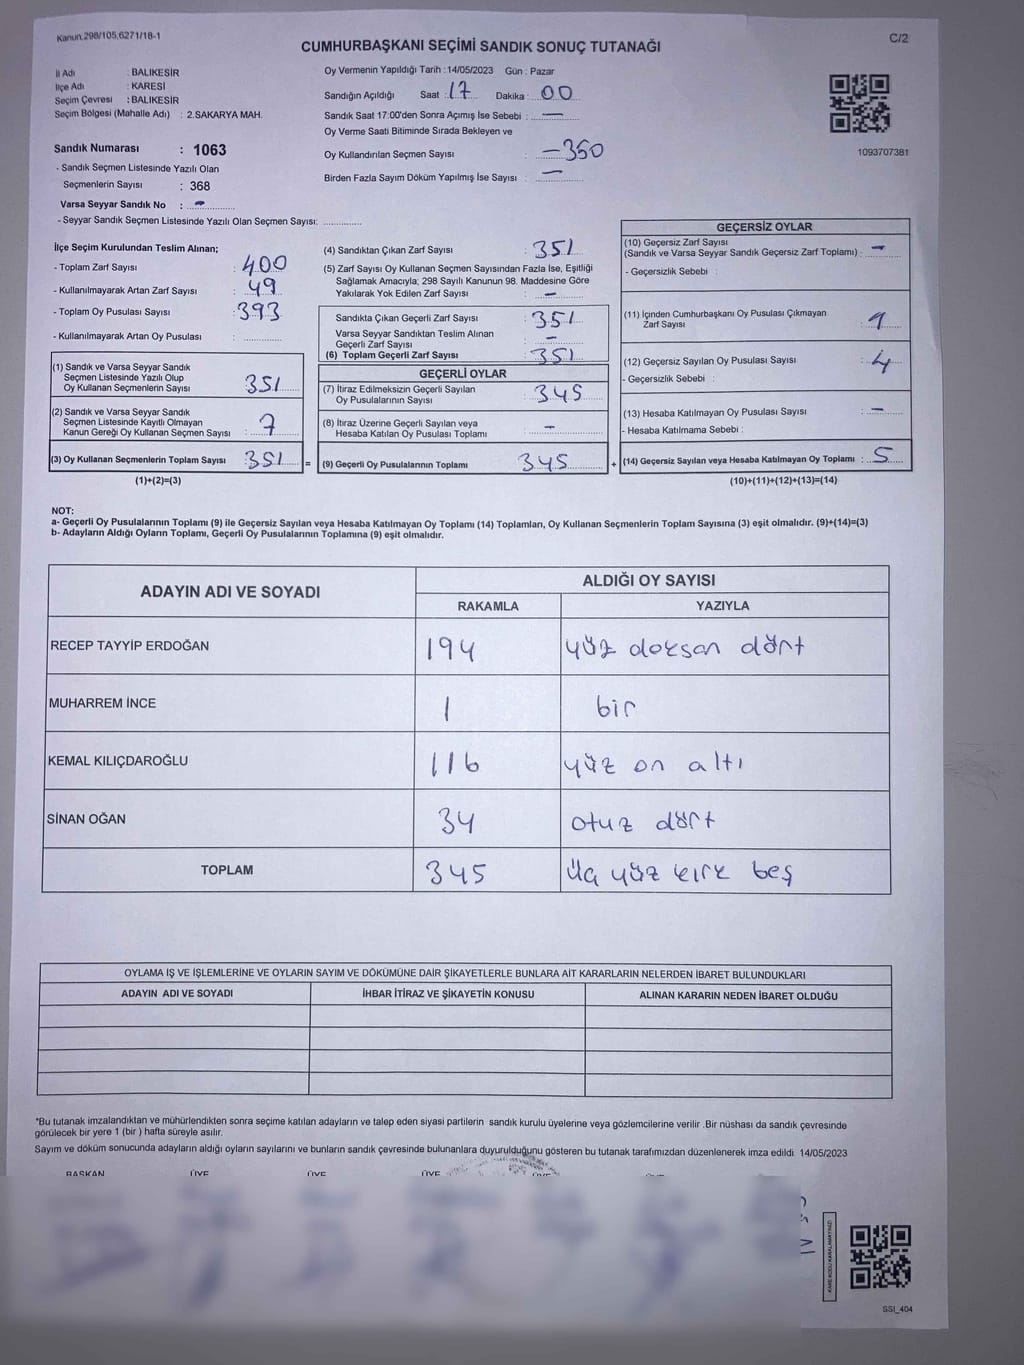 Kanun.298/105,6271/18-1
C/2
CUMHURBAŞKANI SEÇİMİ SANDIK SONUÇ TUTANAĞI
İl Adı : BALIKESİR
İlçe Adı : KARESİ
Seçim Çevresi : BALIKESİR
Seçim Bölgesi (Mahalle Adı) : 2.SAKARYA MAH.
Sandık Numarası : 1063
- Sandık Seçmen Listesinde Yazılı Olan
Seçmenlerin Sayısı : 368
Varsa Seyyar Sandık No : -
- Seyyar Sandık Seçmen Listesinde Yazılı Olan Seçmen Sayısı:
Oy Vermenin Yapıldığı Tarih : 14/05/2023 Gün : Pazar
Sandığın Açıldığı Saat : 17 Dakika : 00
Sandık Saat 17:00'den Sonra Açımış İse Sebebi : —
Oy Verme Saati Bitiminde Sırada Bekleyen ve
Oy Kullandırılan Seçmen Sayısı : -350
Birden Fazla Sayım Döküm Yapılmış İse Sayısı : —
1093707381
İlçe Seçim Kurulundan Teslim Alınan;
- Toplam Zarf Sayısı : 400
- Kullanılmayarak Artan Zarf Sayısı : 49
- Toplam Oy Pusulası Sayısı : 393
- Kullanılmayarak Artan Oy Pusulası :
(1) Sandık ve Varsa Seyyar Sandık
Seçmen Listesinde Yazılı Olup
Oy Kullanan Seçmenlerin Sayısı 351
(2) Sandık ve Varsa Seyyar Sandık
Seçmen Listesinde Kayıtlı Olmayan
Kanun Gereği Oy Kullanan Seçmen Sayısı 7
(3) Oy Kullanan Seçmenlerin Toplam Sayısı 351 =
(1)+(2)=(3)
(4) Sandıktan Çıkan Zarf Sayısı : 351
(5) Zarf Sayısı Oy Kullanan Seçmen Sayısından Fazla İse, Eşitliği
Sağlamak Amacıyla; 298 Sayılı Kanunun 98. Maddesine Göre
Yakılarak Yok Edilen Zarf Sayısı : —
Sandıkta Çıkan Geçerli Zarf Sayısı : 351
Varsa Seyyar Sandıktan Teslim Alınan
Geçerli Zarf Sayısı : —
(6) Toplam Geçerli Zarf Sayısı : 351
GEÇERLİ OYLAR
(7) İtiraz Edilmeksizin Geçerli Sayılan
Oy Pusulalarının Sayısı : 345
(8) İtiraz Üzerine Geçerli Sayılan veya
Hesaba Katılan Oy Pusulası Toplamı : —
(9) Geçerli Oy Pusulalarının Toplamı 345 +
GEÇERSİZ OYLAR
(10) Geçersiz Zarf Sayısı
(Sandık ve Varsa Seyyar Sandık Geçersiz Zarf Toplamı) : -
- Geçersizlik Sebebi :
(11) İçinden Cumhurbaşkanı Oy Pusulası Çıkmayan
Zarf Sayısı : 1
(12) Geçersiz Sayılan Oy Pusulası Sayısı : 4
- Geçersizlik Sebebi :
(13) Hesaba Katılmayan Oy Pusulası Sayısı : -
- Hesaba Katılmama Sebebi :
(14) Geçersiz Sayılan veya Hesaba Katılmayan Oy Toplamı : 5
(10)+(11)+(12)+(13)=(14)
NOT:
a- Geçerli Oy Pusulalarının Toplamı (9) ile Geçersiz Sayılan veya Hesaba Katılmayan Oy Toplamı (14) Toplamları, Oy Kullanan Seçmenlerin Toplam Sayısına (3) eşit olmalıdır. (9)+(14)=(3)
b- Adayların Aldığı Oyların Toplamı, Geçerli Oy Pusulalarının Toplamına (9) eşit olmalıdır.
ADAYIN ADI VE SOYADI
ALDIĞI OY SAYISI
RAKAMLA YAZIYLA
RECEP TAYYİP ERDOĞAN 194 yüz doksan dört
MUHARREM İNCE 1 bir
KEMAL KILIÇDAROĞLU 116 yüz on altı
SİNAN OĞAN 34 otuz dört
TOPLAM 345 üç yüz kırk beş
OYLAMA İŞ VE İŞLEMLERİNE VE OYLARIN SAYIM VE DÖKÜMÜNE DAİR ŞİKAYETLERLE BUNLARA AİT KARARLARIN NELERDEN İBARET BULUNDUKLARI
ADAYIN ADI VE SOYADI İHBAR İTİRAZ VE ŞİKAYETİN KONUSU ALINAN KARARIN NEDEN İBARET OLDUĞU
*Bu tutanak imzalandıktan ve mühürlendikten sonra seçime katılan adayların ve talep eden siyasi partilerin sandık kurulu üyelerine veya gözlemcilerine verilir .Bir nüshası da sandık çevresinde
görülecek bir yere 1 (bir ) hafta süreyle asılır.
Sayım ve döküm sonucunda adayların aldığı oyların sayılarını ve bunların sandık çevresinde bulunanlara duyurulduğunu gösteren bu tutanak tarafımızdan düzenlenerek imza edildi. 14/05/2023
BAŞKAN ÜYE ÜYE ÜYE ÜYE
SSI_404